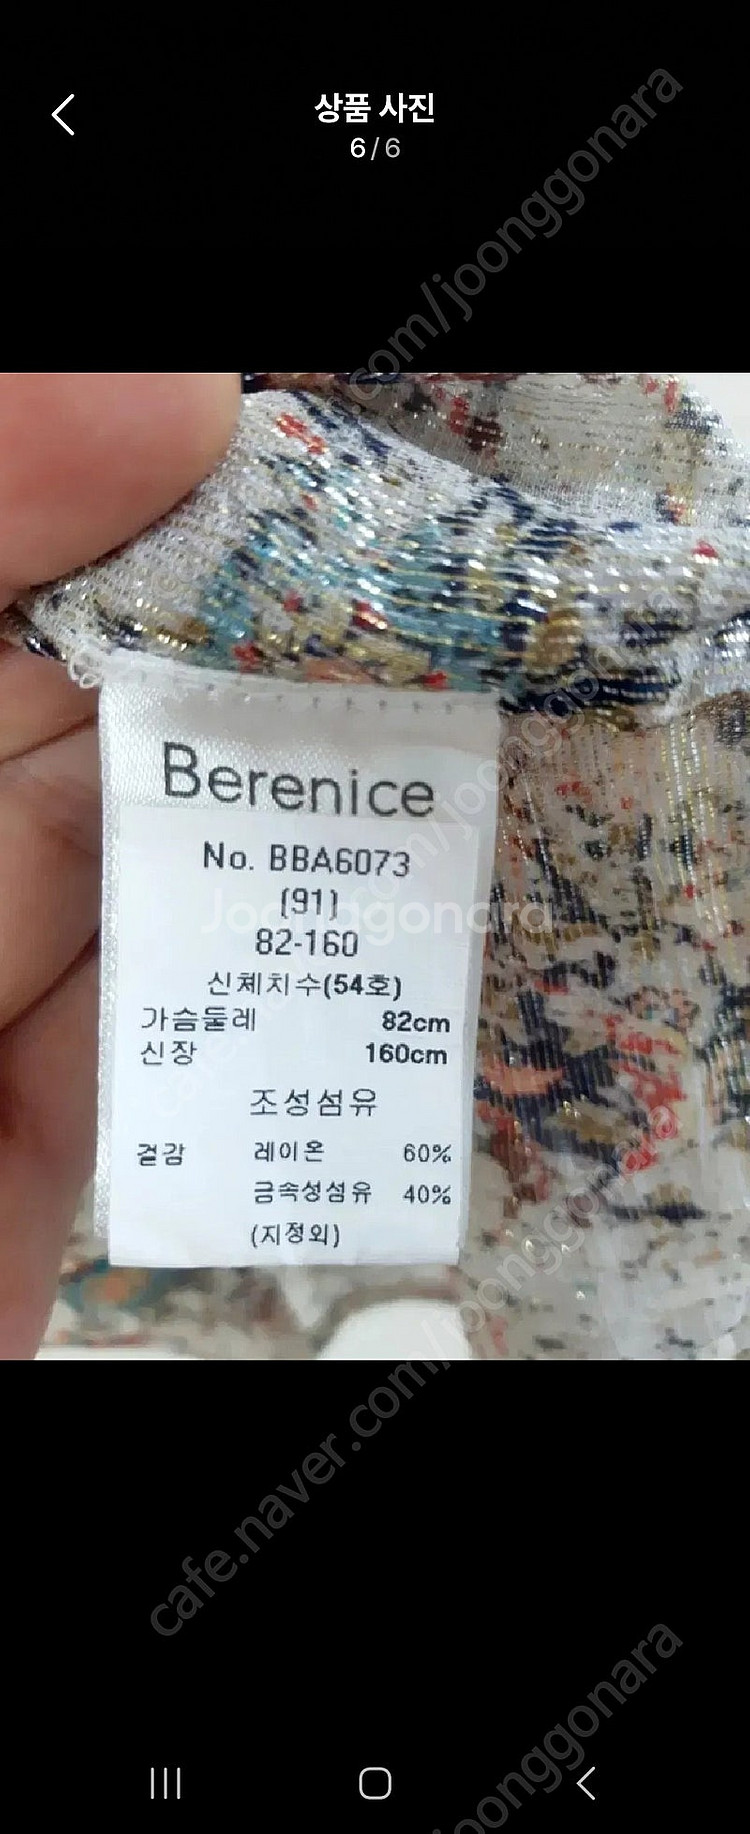 상품 사진
6/6
Berenice
No. BBA6073
(91)
82-160
신체치수(54호)
가슴둘레 82cm
신장 160cm
조성섬유
겉감 레이온 60%
금속성섬유 40%
(지정외)
Joonggonara
cafe.naver.com/joonggonara